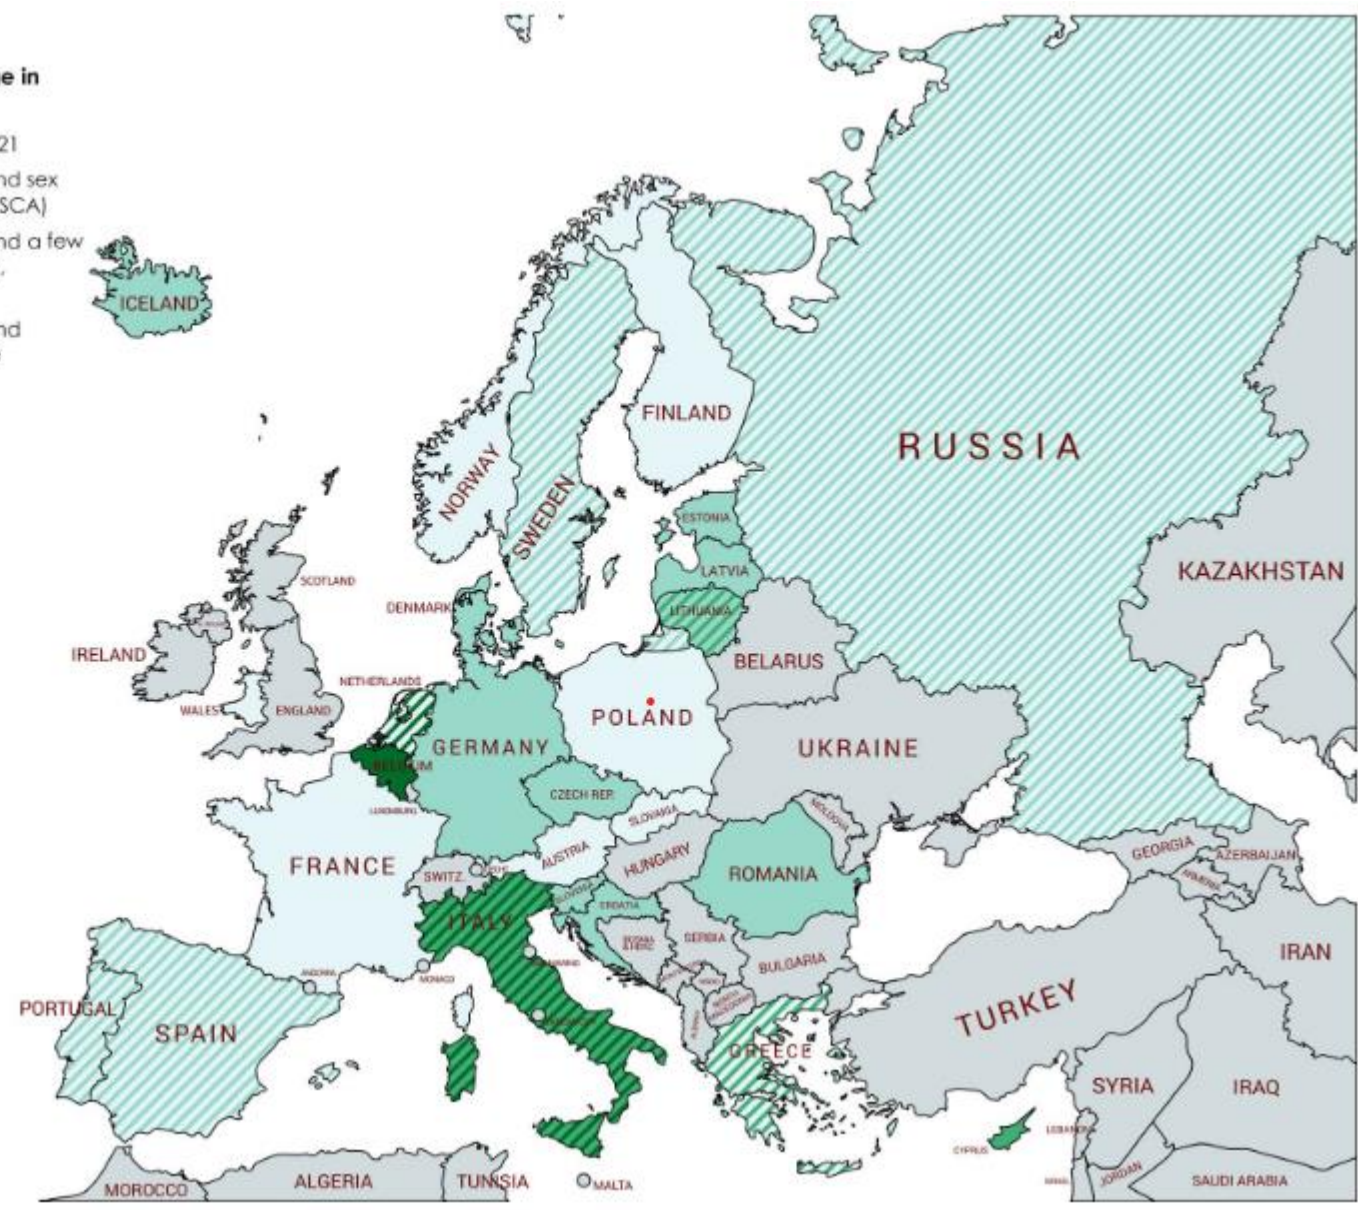 e in
21
nd sex
SCA)
nd a few
nd
ICELAND
RUSSIA
FINLAND
NORWAY
SWEDEN
ESTONIA
KAZAKHSTAN
LATVIA
SCOTLAND
DENMARK
LITHUANIA
IRELAND
BELARUS
NETHERLANDS
WALES
ENGLAND
POLAND
GERMANY
UKRAINE
BELGIUM
CZECH REP.
LUXEMBURG
SLOVAKIA
MOLDOVA
FRANCE
AUSTRIA
HUNGARY
GEORGIA
AZERBAIJAN
SWITZ.
ROMANIA
ARMENIA
SLOVENIA
CROATIA
ITALY
SERBIA
IRAN
BULGARIA
ANDORRA
MONACO
PORTUGAL
SPAIN
TURKEY
GREECE
SYRIA
IRAQ
LEBANON
CYPRUS
MOROCCO
ALGERIA
TUNISIA
MALTA
JORDAN
SAUDI ARABIA